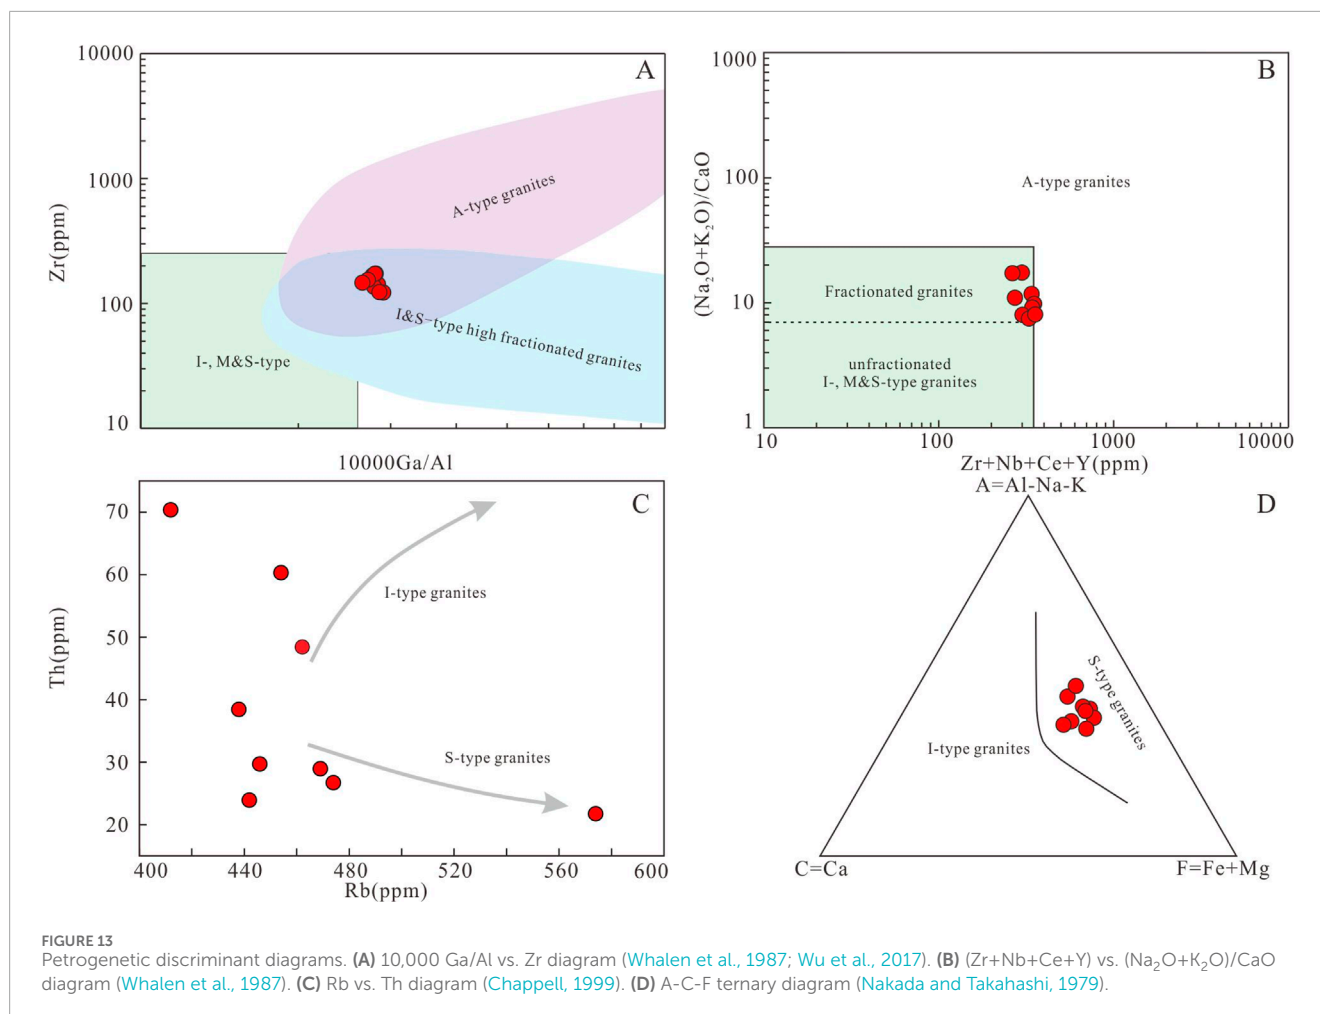 A
10000
1000
100
10
Zr(ppm)
A-type granites
I&S-type high fractionated granites
I-, M&S-type
10000Ga/Al
B
1000
100
10
1
(Na₂O+K₂O)/CaO
A-type granites
Fractionated granites
unfractionated
I-, M&S-type granites
10 100 1000 10000
Zr+Nb+Ce+Y(ppm)
C
70
60
50
40
30
20
Th(ppm)
I-type granites
S-type granites
400 440 480 520 560 600
Rb(ppm)
A=Al-Na-K
D
S-type granites
I-type granites
C=Ca
F=Fe+Mg
FIGURE 13
Petrogenetic discriminant diagrams. (A) 10,000 Ga/Al vs. Zr diagram (Whalen et al., 1987; Wu et al., 2017). (B) (Zr+Nb+Ce+Y) vs. (Na₂O+K₂O)/CaO
diagram (Whalen et al., 1987). (C) Rb vs. Th diagram (Chappell, 1999). (D) A-C-F ternary diagram (Nakada and Takahashi, 1979).